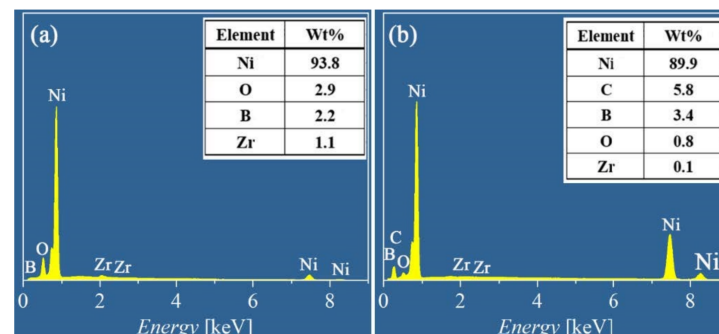 (a)
Element Wt%
Ni 93.8
O 2.9
B 2.2
Zr 1.1
Ni
O
B
Zr Zr
Ni Ni
0 2 4 6 8
Energy [keV]
(b)
Element Wt%
Ni 89.9
C 5.8
B 3.4
O 0.8
Zr 0.1
Ni
C
B O
Zr Zr
Ni
Ni
0 2 4 6 8
Energy [keV]